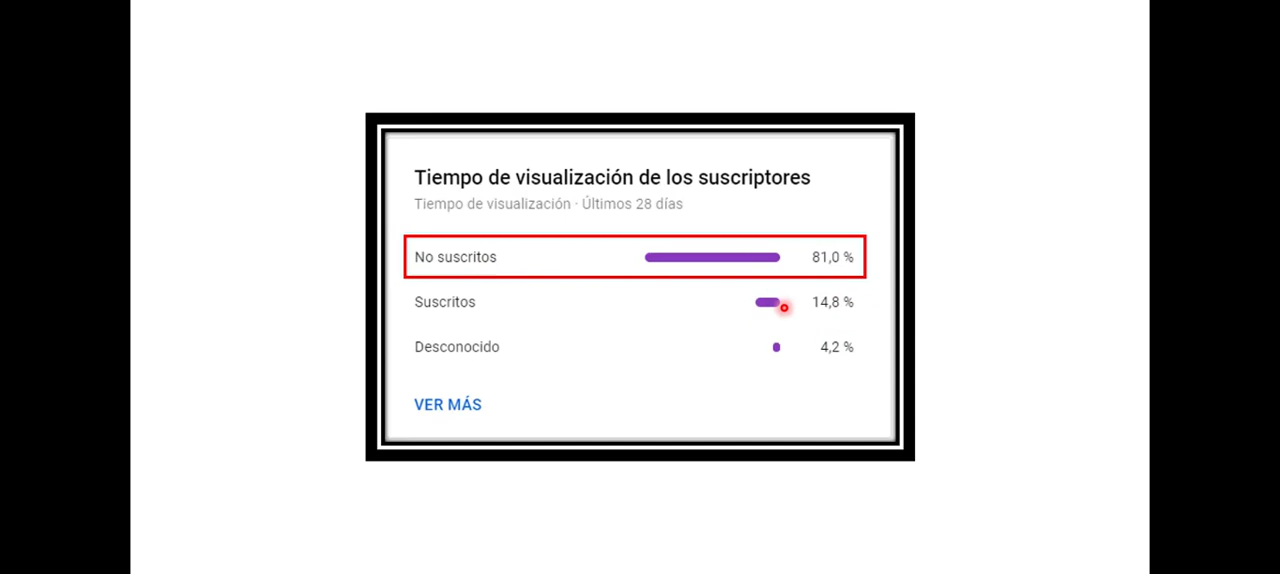 Tiempo de visualización de los suscriptores
Tiempo de visualización · Últimos 28 días
No suscritos 81,0 %
Suscritos 14,8 %
Desconocido 4,2 %
VER MÁS